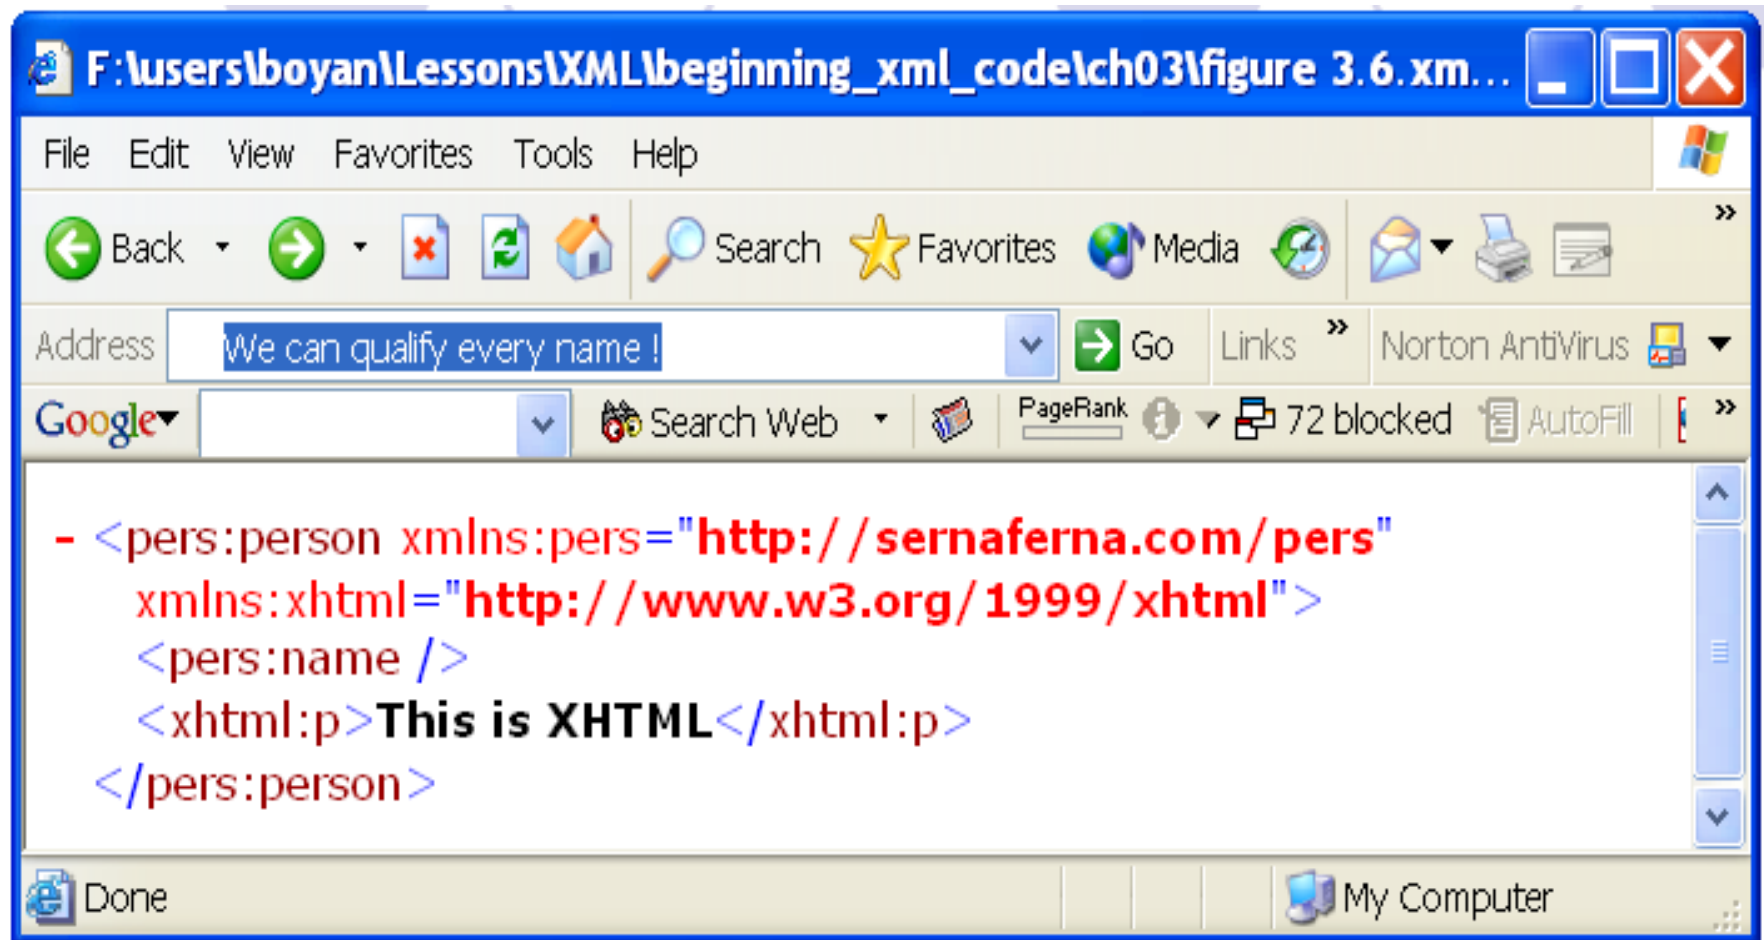 F:\users\boyan\Lessons\XML\beginning_xml_code\ch03\figure 3.6.xm...
File Edit View Favorites Tools Help
Back Search Favorites Media »
Address We can qualify every name ! Go Links » Norton AntiVirus
Google Search Web PageRank 72 blocked AutoFill »
- <pers:person xmlns:pers="http://sernaferna.com/pers"
xmlns:xhtml="http://www.w3.org/1999/xhtml">
<pers:name />
<xhtml:p>This is XHTML</xhtml:p>
</pers:person>
Done My Computer